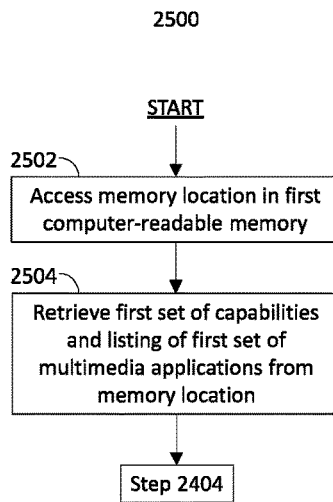 2500
START
2502
Access memory location in first
computer-readable memory
2504
Retrieve first set of capabilities
and listing of first set of
multimedia applications from
memory location
Step 2404